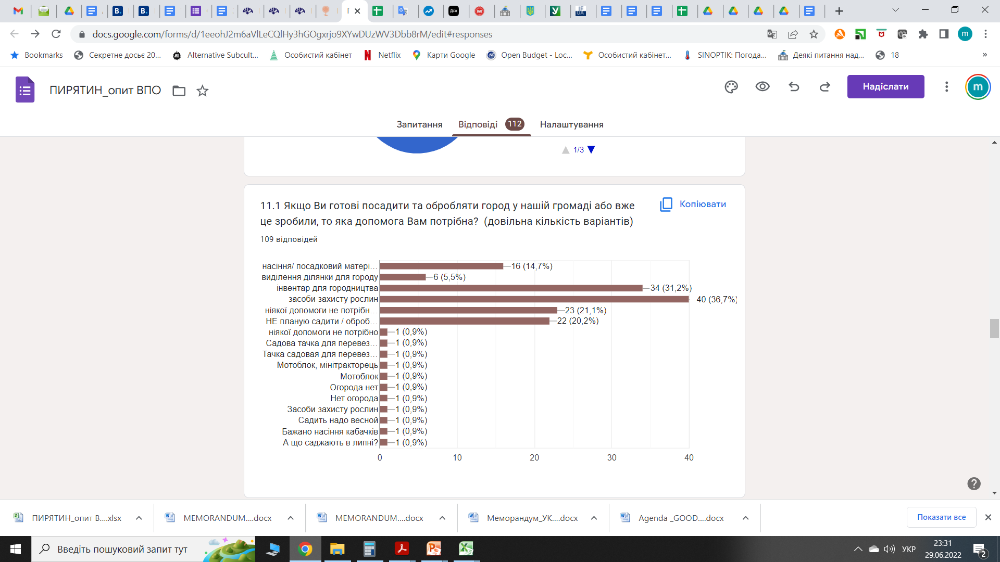 docs.google.com/forms/d/1eeohJ2m6aVlLeCQlHy3hGOgxrjo9XYwDUzWV3Dbb8rM/edit#responses
Bookmarks
Секретне досьє 20...
Alternative Subcult...
Особистий кабінет
Netflix
Карти Google
Open Budget - Loc...
Особистий кабінет...
SINOPTIK: Погода...
Деякі питання над...
18
»
ПИРЯТИН_опит ВПО
Надіслати
m
Запитання
Відповіді 112
Налаштування
1/3
11.1 Якщо Ви готові посадити та обробляти город у нашій громаді або вже
це зробили, то яка допомога Вам потрібна? (довільна кількість варіантів)
Копіювати
109 відповідей
насіння/ посадковий матері... 16 (14,7%)
виділення ділянки для городу 6 (5,5%)
інвентар для городництва 34 (31,2%)
засоби захисту рослин 40 (36,7%)
ніякої допомоги не потрібн... 23 (21,1%)
НЕ планую садити / оброб... 22 (20,2%)
ніякої допомоги не потрібно 1 (0,9%)
Садова тачка для перевез... 1 (0,9%)
Тачка садовая для перевез... 1 (0,9%)
Мотоблок, мінітракторець 1 (0,9%)
Мотоблок 1 (0,9%)
Огорода нет 1 (0,9%)
Нет огорода 1 (0,9%)
Засоби захисту рослин 1 (0,9%)
Садить надо весной 1 (0,9%)
Бажано насіння кабачків 1 (0,9%)
А що саджають в липні? 1 (0,9%)
0 10 20 30 40
ПИРЯТИН_опит В....xlsx
MEMORANDUM....docx
MEMORANDUM....docx
Меморандум_УК....docx
Agenda _GOOD....docx
Показати все
Введіть пошуковий запит тут
УКР
23:31
29.06.2022
2